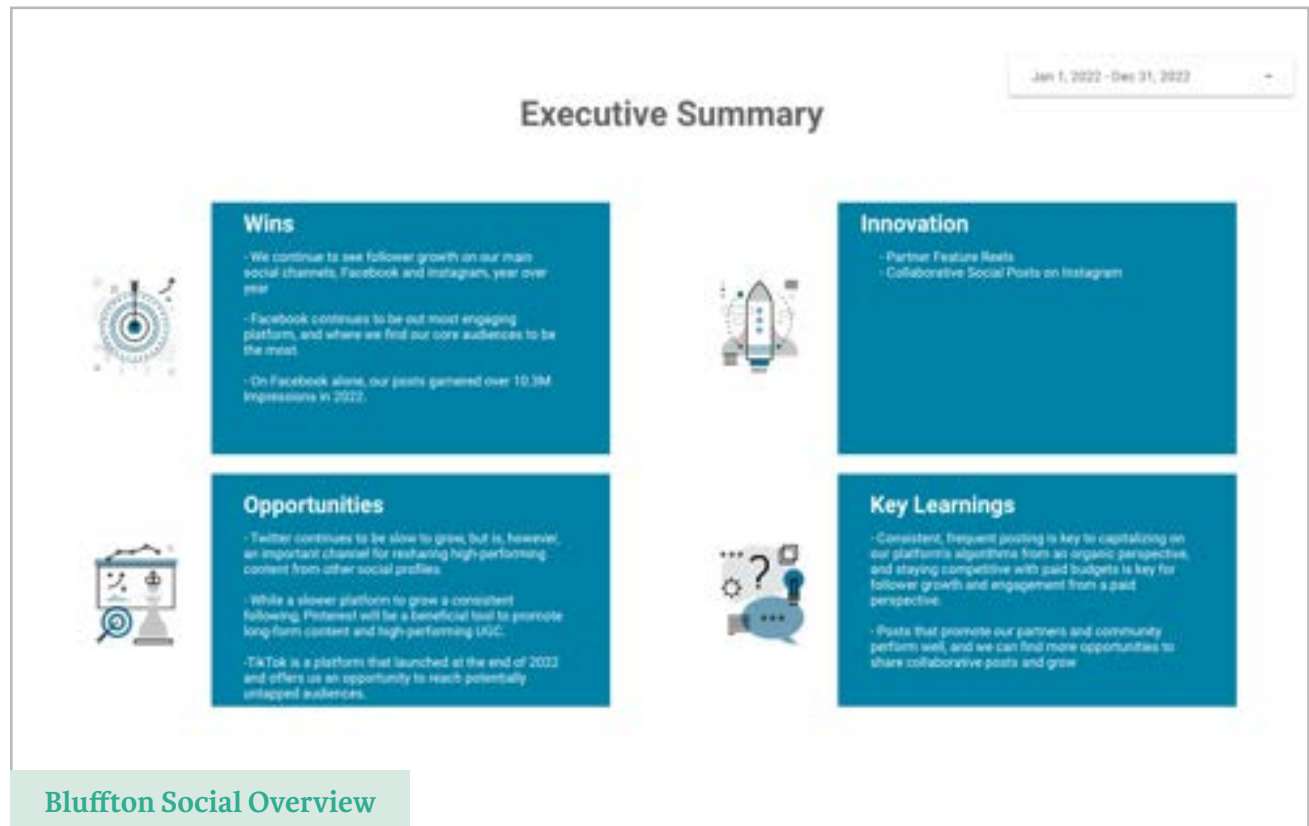 Jan 1, 2022 - Dec 31, 2022
Executive Summary
Wins
- We continue to see follower growth on our main
social channels, Facebook and Instagram, year over
year
- Facebook continues to be out most engaging
platform, and where we find our core audiences to be
the most.
- On Facebook alone, our posts garnered over 10.3M
Impressions in 2022.
Innovation
- Partner Feature Reels
- Collaborative Social Posts on Instagram
Opportunities
- Twitter continues to be slow to grow, but is, however,
an important channel for resharing high-performing
content from other social profiles.
- While a slower platform to grow a consistent
following, Pinterest will be a beneficial tool to promote
long-form content and high-performing UGC.
-TikTok is a platform that launched at the end of 2022
and offers us an opportunity to reach potentially
untapped audiences.
Key Learnings
- Consistent, frequent posting is key to capitalizing on
our platform's algorithms from an organic perspective,
and staying competitive with paid budgets is key for
follower growth and engagement from a paid
perspective.
- Posts that promote our partners and community
perform well, and we can find more opportunities to
share collaborative posts and grow
Bluffton Social Overview